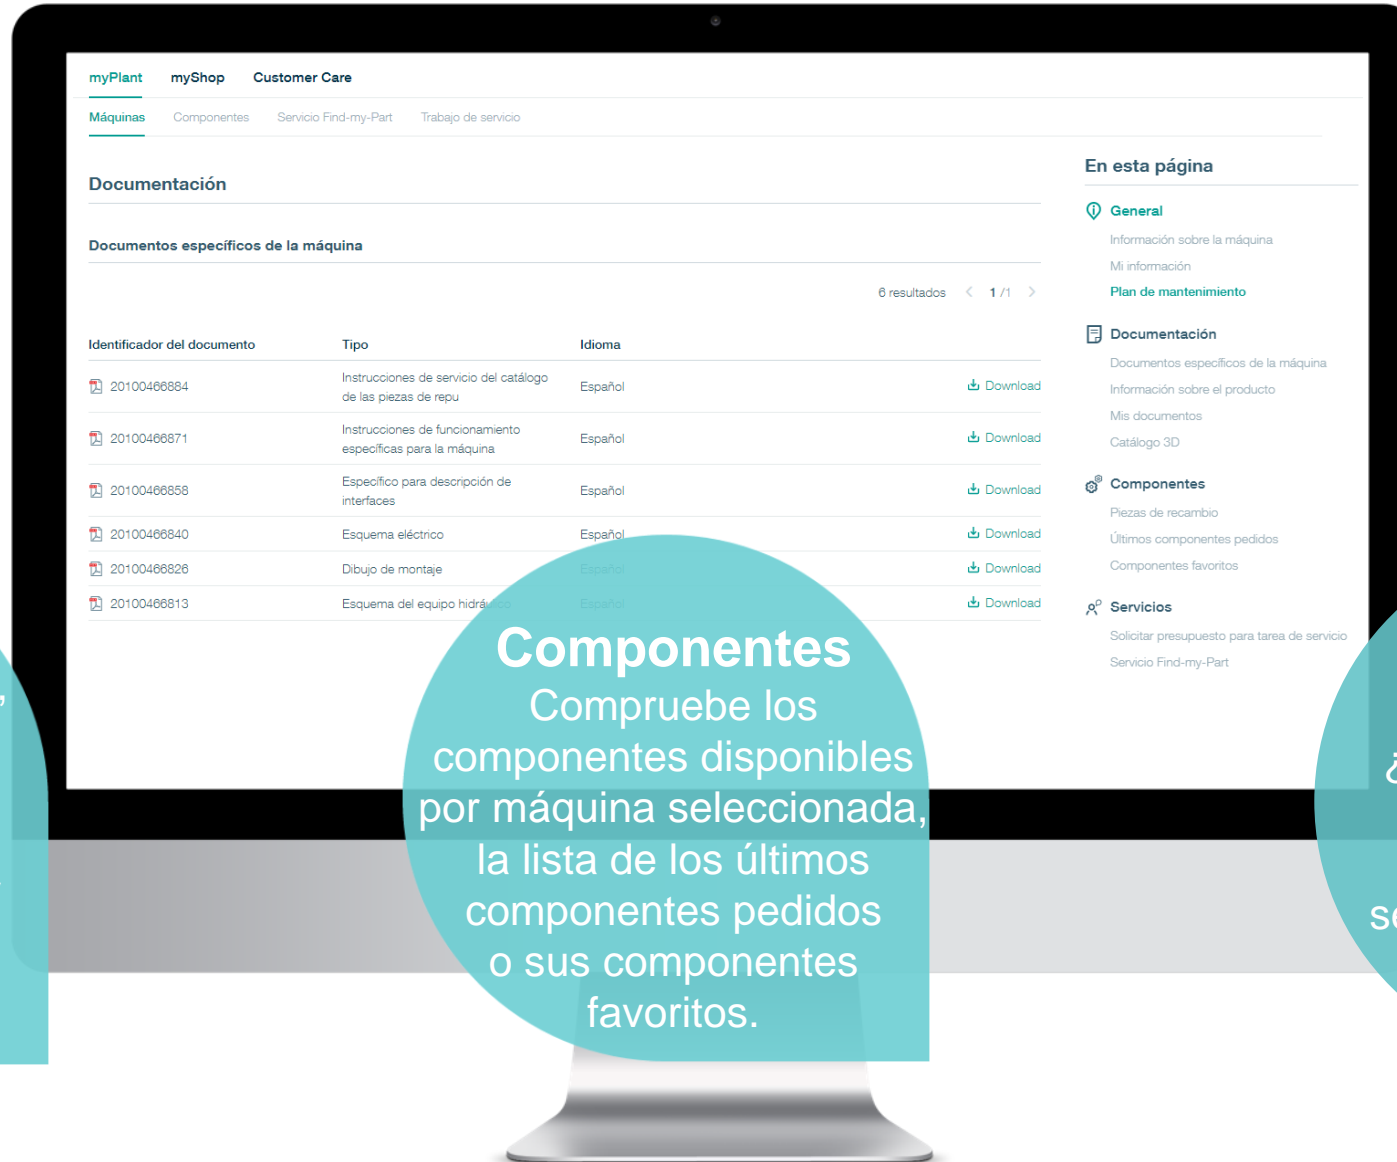 myPlant myShop Customer Care
Máquinas Componentes Servicio Find-my-Part Trabajo de servicio
Documentación
Documentos específicos de la máquina
6 resultados < 1 /1 >
Identificador del documento Tipo Idioma
20100466884 Instrucciones de servicio del catálogo de las piezas de repu Español Download
20100466871 Instrucciones de funcionamiento específicas para la máquina Español Download
20100466858 Específico para descripción de interfaces Español Download
20100466840 Esquema eléctrico Español Download
20100466826 Dibujo de montaje Español Download
20100466813 Esquema del equipo hidráulico Español Download
En esta página
General
Información sobre la máquina
Mi información
Plan de mantenimiento
Documentación
Documentos específicos de la máquina
Información sobre el producto
Mis documentos
Catálogo 3D
Componentes
Piezas de recambio
Últimos componentes pedidos
Componentes favoritos
Servicios
Solicitar presupuesto para tarea de servicio
Servicio Find-my-Part
Componentes
Compruebe los
componentes disponibles
por máquina seleccionada,
la lista de los últimos
componentes pedidos
o sus componentes
favoritos.